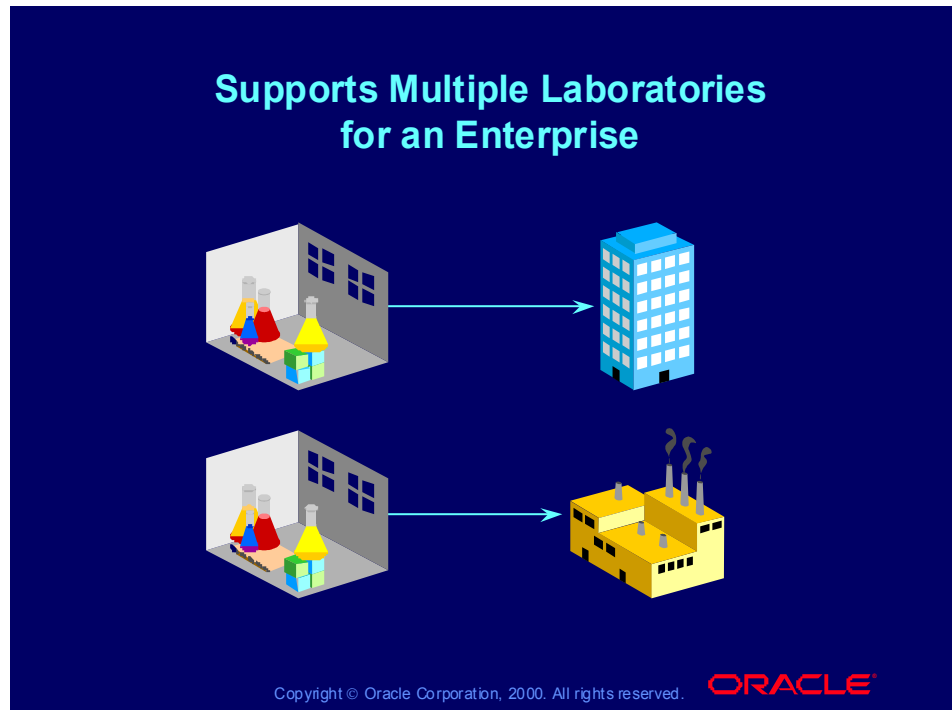 Supports Multiple Laboratories
for an Enterprise
Copyright © Oracle Corporation, 2000. All rights reserved.
ORACLE®